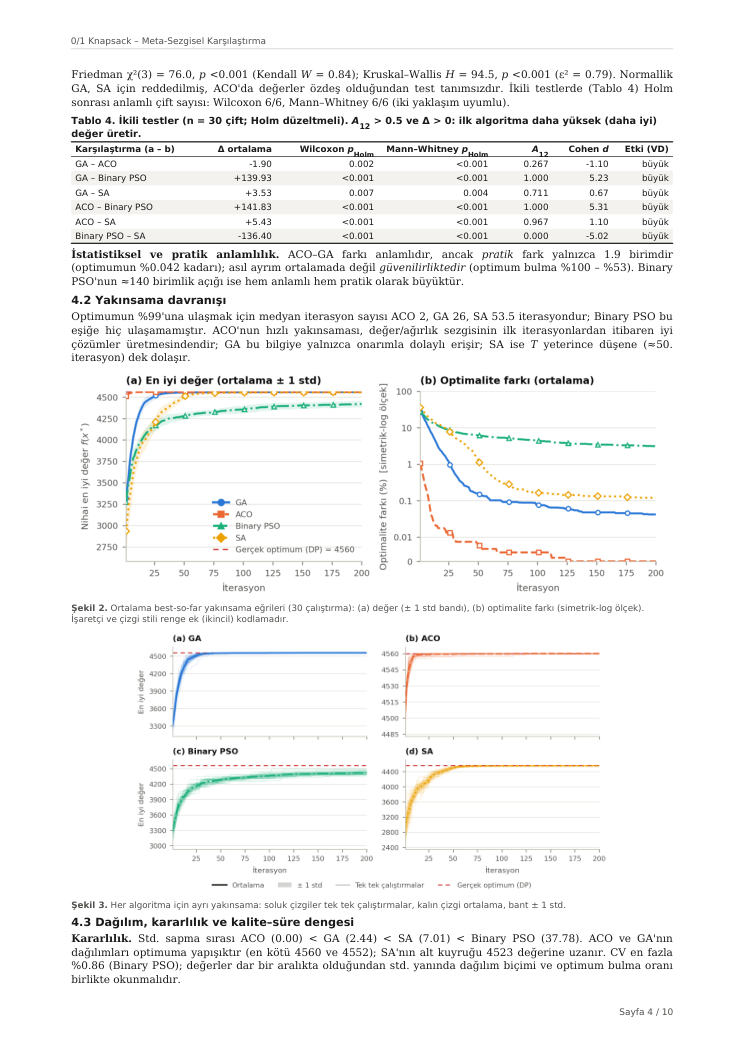 0/1 Knapsack – Meta-Sezgisel Karşılaştırma
Friedman χ²(3) = 76.0, p <0.001 (Kendall W = 0.84); Kruskal–Wallis H = 94.5, p <0.001 (ε² = 0.79). Normallik
GA, SA için reddedilmiş, ACO'da değerler özdeş olduğundan test tanımsızdır. İkili testlerde (Tablo 4) Holm
sonrası anlamlı çift sayısı: Wilcoxon 6/6, Mann–Whitney 6/6 (iki yaklaşım uyumlu).
Tablo 4. İkili testler (n = 30 çift; Holm düzeltmeli). A12 > 0.5 ve Δ > 0: ilk algoritma daha yüksek (daha iyi)
değer üretir.
Karşılaştırma (a – b) Δ ortalama Wilcoxon pHolm Mann–Whitney pHolm A12 Cohen d Etki (VD)
GA – ACO -1.90 0.002 <0.001 0.267 -1.10 büyük
GA – Binary PSO +139.93 <0.001 <0.001 1.000 5.23 büyük
GA – SA +3.53 0.007 0.004 0.711 0.67 büyük
ACO – Binary PSO +141.83 <0.001 <0.001 1.000 5.31 büyük
ACO – SA +5.43 <0.001 <0.001 0.967 1.10 büyük
Binary PSO – SA -136.40 <0.001 <0.001 0.000 -5.02 büyük
İstatistiksel ve pratik anlamlılık. ACO–GA farkı anlamlıdır, ancak pratik fark yalnızca 1.9 birimdir
(optimumun %0.042 kadarı); asıl ayrım ortalamada değil güvenilirliktedir (optimum bulma %100 – %53). Binary
PSO'nun ≈140 birimlik açığı ise hem anlamlı hem pratik olarak büyüktür.
4.2 Yakınsama davranışı
Optimumun %99'una ulaşmak için medyan iterasyon sayısı ACO 2, GA 26, SA 53.5 iterasyondur; Binary PSO bu
eşiğe hiç ulaşamamıştır. ACO'nun hızlı yakınsaması, değer/ağırlık sezgisinin ilk iterasyonlardan itibaren iyi
çözümler üretmesindendir; GA bu bilgiye yalnızca onarımla dolaylı erişir; SA ise T yeterince düşene (≈50.
iterasyon) dek dolaşır.
(a) En iyi değer (ortalama ± 1 std)
Nihai en iyi değer f(x*)
4500
4250
4000
3750
3500
3250
3000
2750
GA
ACO
Binary PSO
SA
Gerçek optimum (DP) = 4560
25 50 75 100 125 150 175 200
İterasyon
(b) Optimalite farkı (ortalama)
Optimalite farkı (%) [simetrik-log ölçek]
100
10
1
0.1
0.01
0
25 50 75 100 125 150 175 200
İterasyon
Şekil 2. Ortalama best-so-far yakınsama eğrileri (30 çalıştırma): (a) değer (± 1 std bandı), (b) optimalite farkı (simetrik-log ölçek).
İşaretçi ve çizgi stili renge ek (ikincil) kodlamadır.
(a) GA
En iyi değer
4500
4200
3900
3600
3300
(b) ACO
4560
4545
4530
4515
4500
4485
(c) Binary PSO
En iyi değer
4500
4200
3900
3600
3300
3000
25 50 75 100 125 150 175 200
İterasyon
(d) SA
4400
4000
3600
3200
2800
2400
25 50 75 100 125 150 175 200
İterasyon
Ortalama ± 1 std Tek tek çalıştırmalar Gerçek optimum (DP)
Şekil 3. Her algoritma için ayrı yakınsama: soluk çizgiler tek tek çalıştırmalar, kalın çizgi ortalama, bant ± 1 std.
4.3 Dağılım, kararlılık ve kalite–süre dengesi
Kararlılık. Std. sapma sırası ACO (0.00) < GA (2.44) < SA (7.01) < Binary PSO (37.78). ACO ve GA'nın
dağılımları optimuma yapışıktır (en kötü 4560 ve 4552); SA'nın alt kuyruğu 4523 değerine uzanır. CV en fazla
%0.86 (Binary PSO); değerler dar bir aralıkta olduğundan std. yanında dağılım biçimi ve optimum bulma oranı
birlikte okunmalıdır.
Sayfa 4 / 10